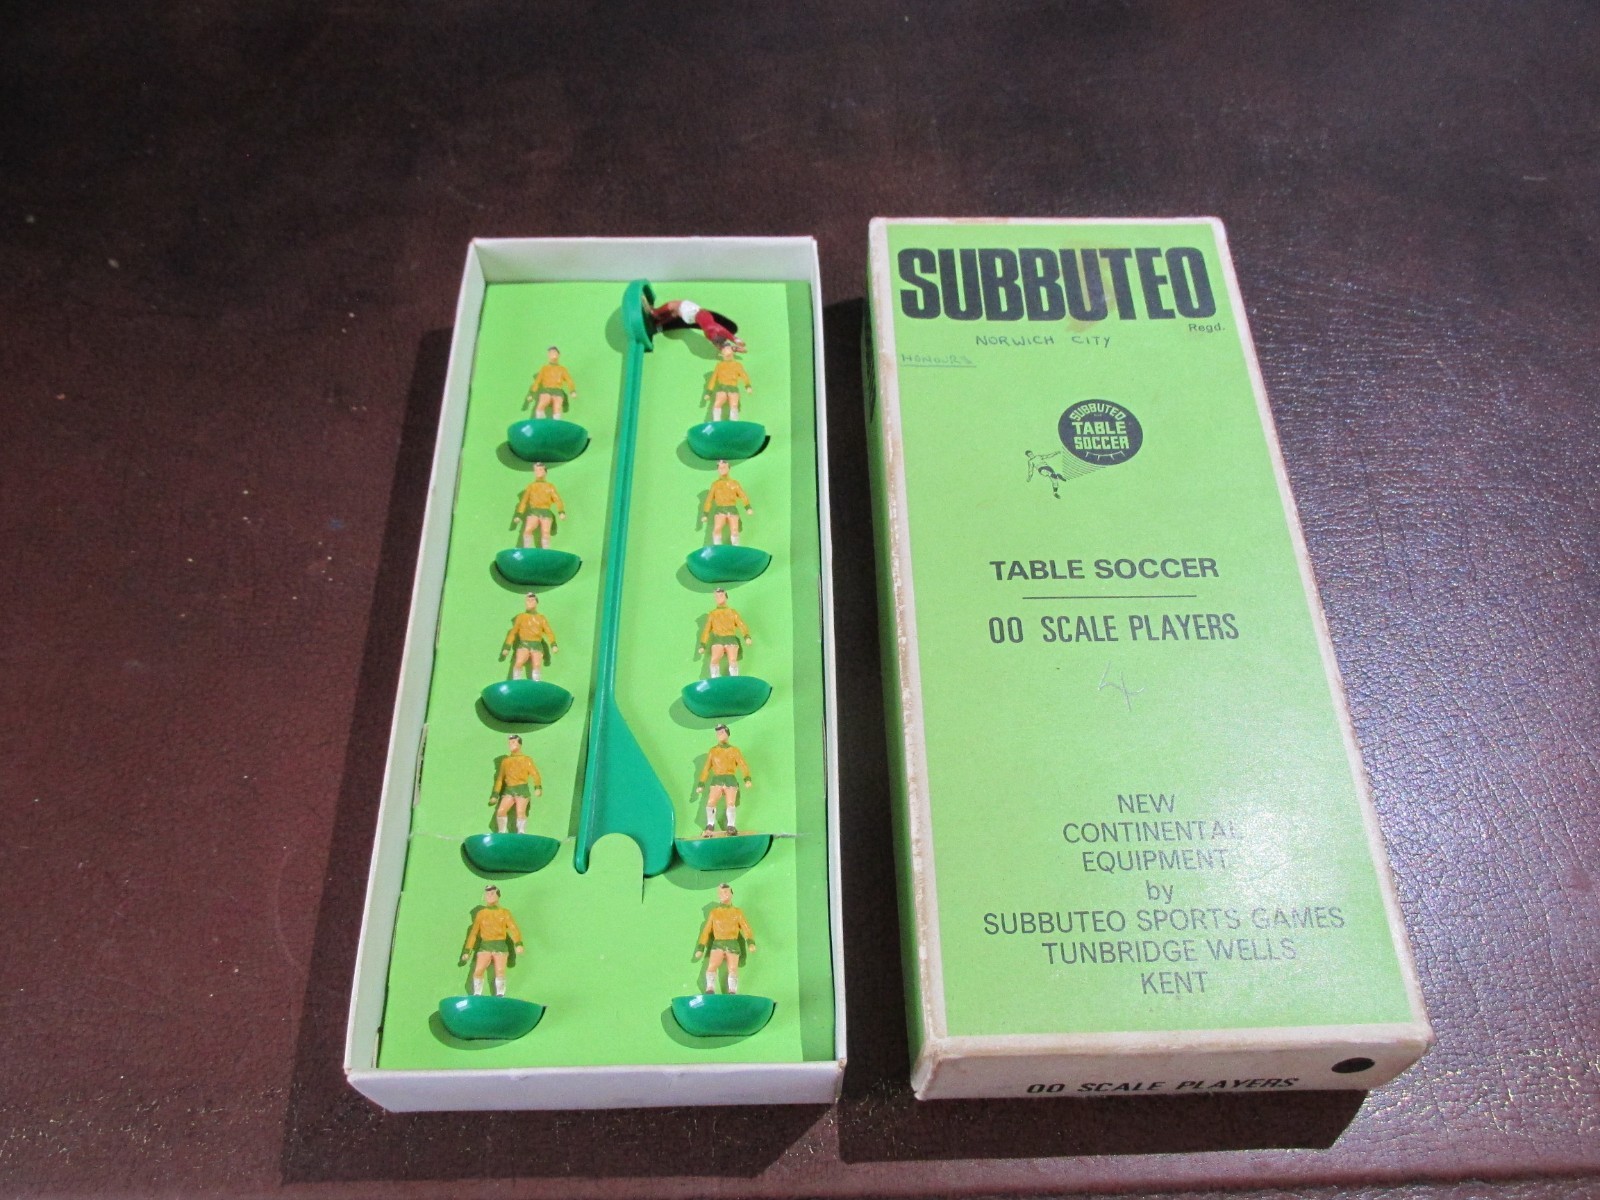 SUBBUTEO
Regd.
NORWICH CITY
HONOURS
SUBBUTEO
TABLE
SOCCER
TABLE SOCCER
00 SCALE PLAYERS
4
NEW
CONTINENTAL
EQUIPMENT
by
SUBBUTEO SPORTS GAMES
TUNBRIDGE WELLS
KENT
00 SCALE PLAYERS